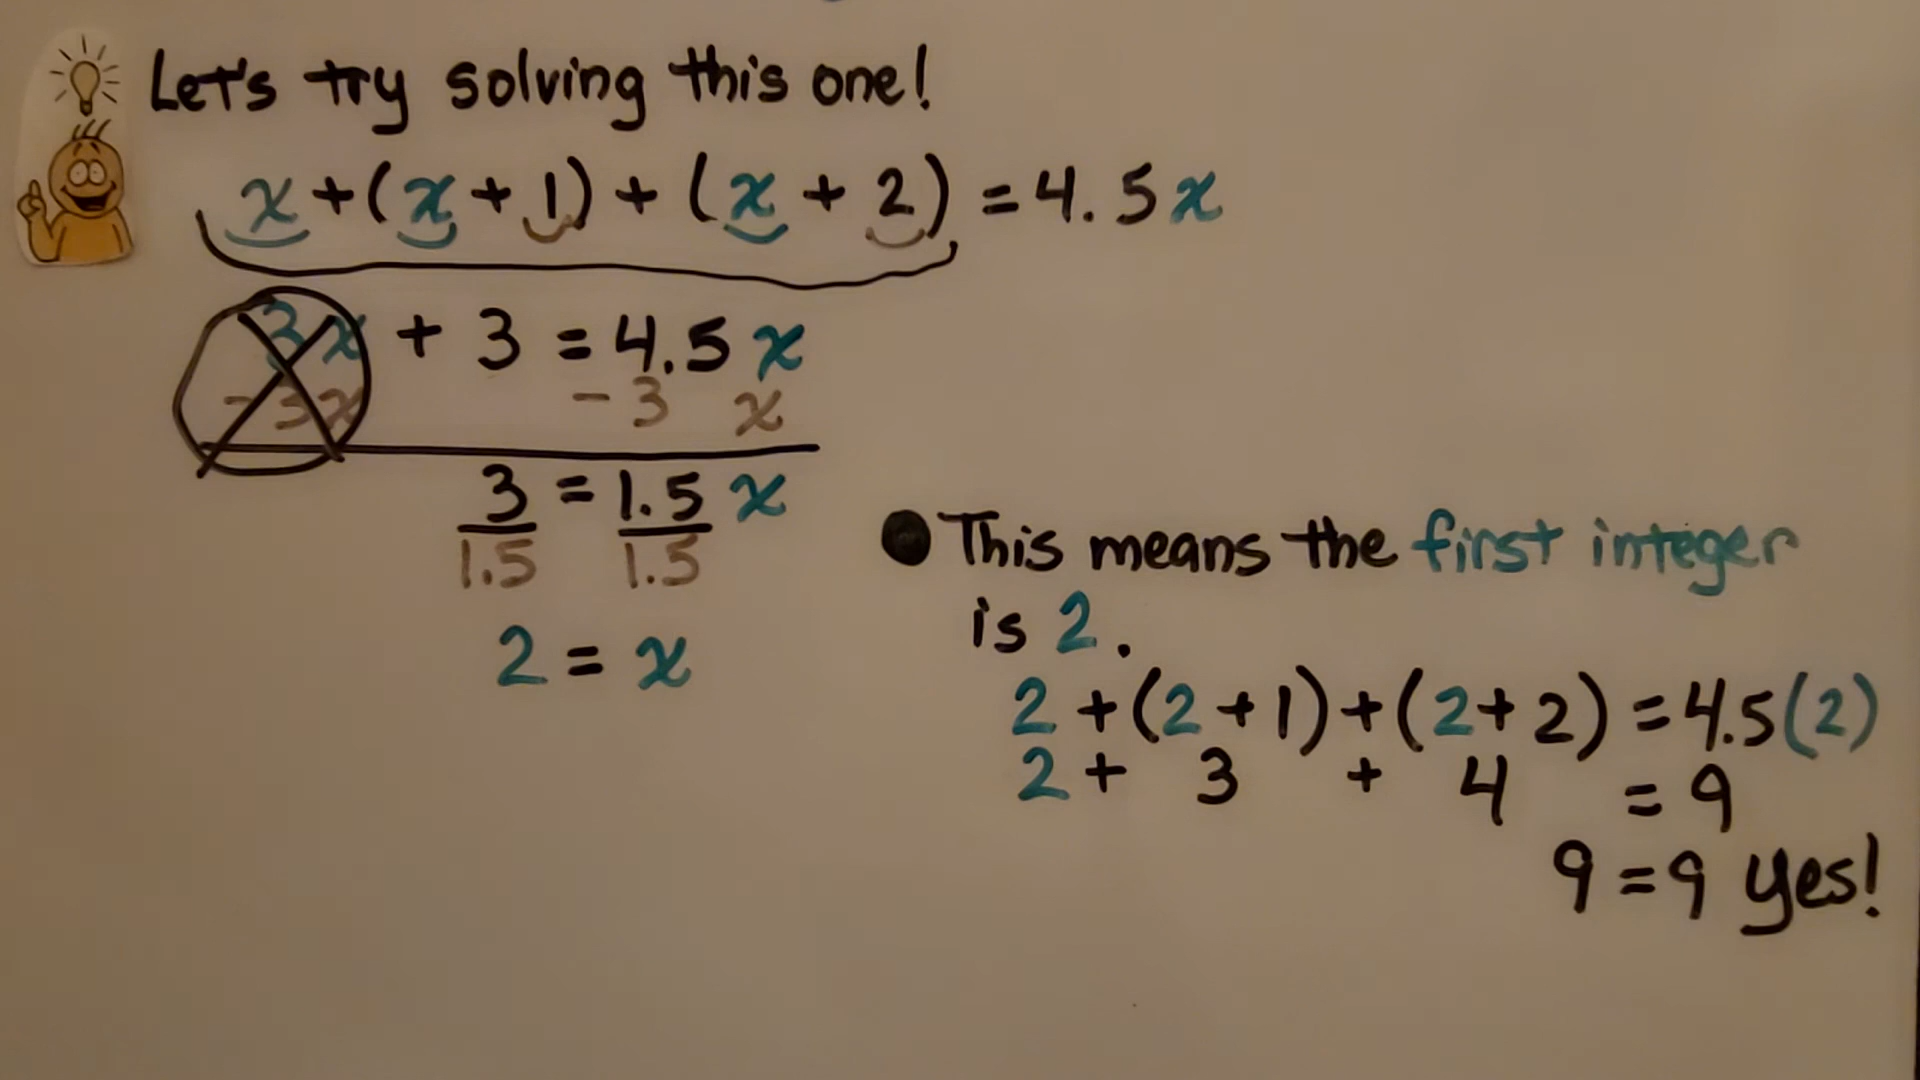 Let's try solving this one!
x + (x + 1) + (x + 2) = 4.5x
3x + 3 = 4.5x
- 3x - 3 x
3 = 1.5 x
1.5 1.5
2 = x
This means the first integer
is 2.
2 + (2 + 1) + (2 + 2) = 4.5(2)
2 + 3 + 4 = 9
9 = 9 yes!